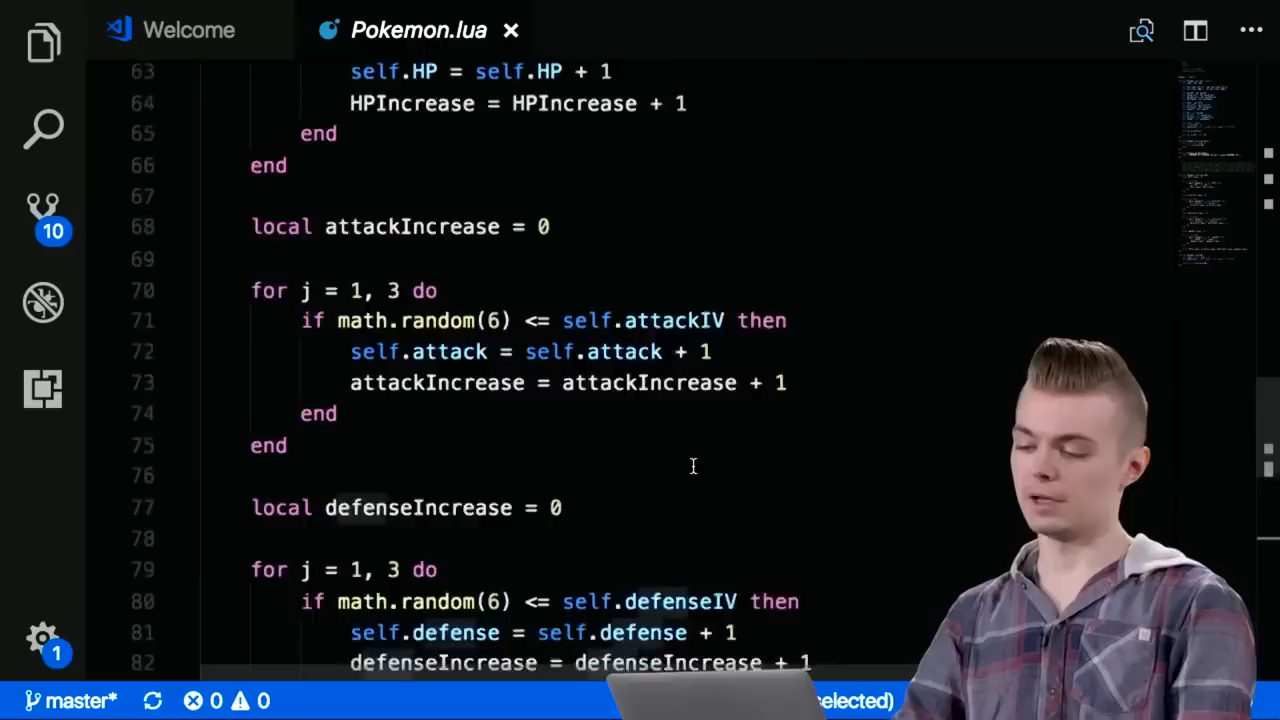 Welcome
Pokemon.lua
63 self.HP = self.HP + 1
64 HPIncrease = HPIncrease + 1
65 end
66 end
67
68 local attackIncrease = 0
69
70 for j = 1, 3 do
71 if math.random(6) <= self.attackIV then
72 self.attack = self.attack + 1
73 attackIncrease = attackIncrease + 1
74 end
75 end
76
77 local defenseIncrease = 0
78
79 for j = 1, 3 do
80 if math.random(6) <= self.defenseIV then
81 self.defense = self.defense + 1
82 defenseIncrease = defenseIncrease + 1
10
1
master* 0 0 selected)